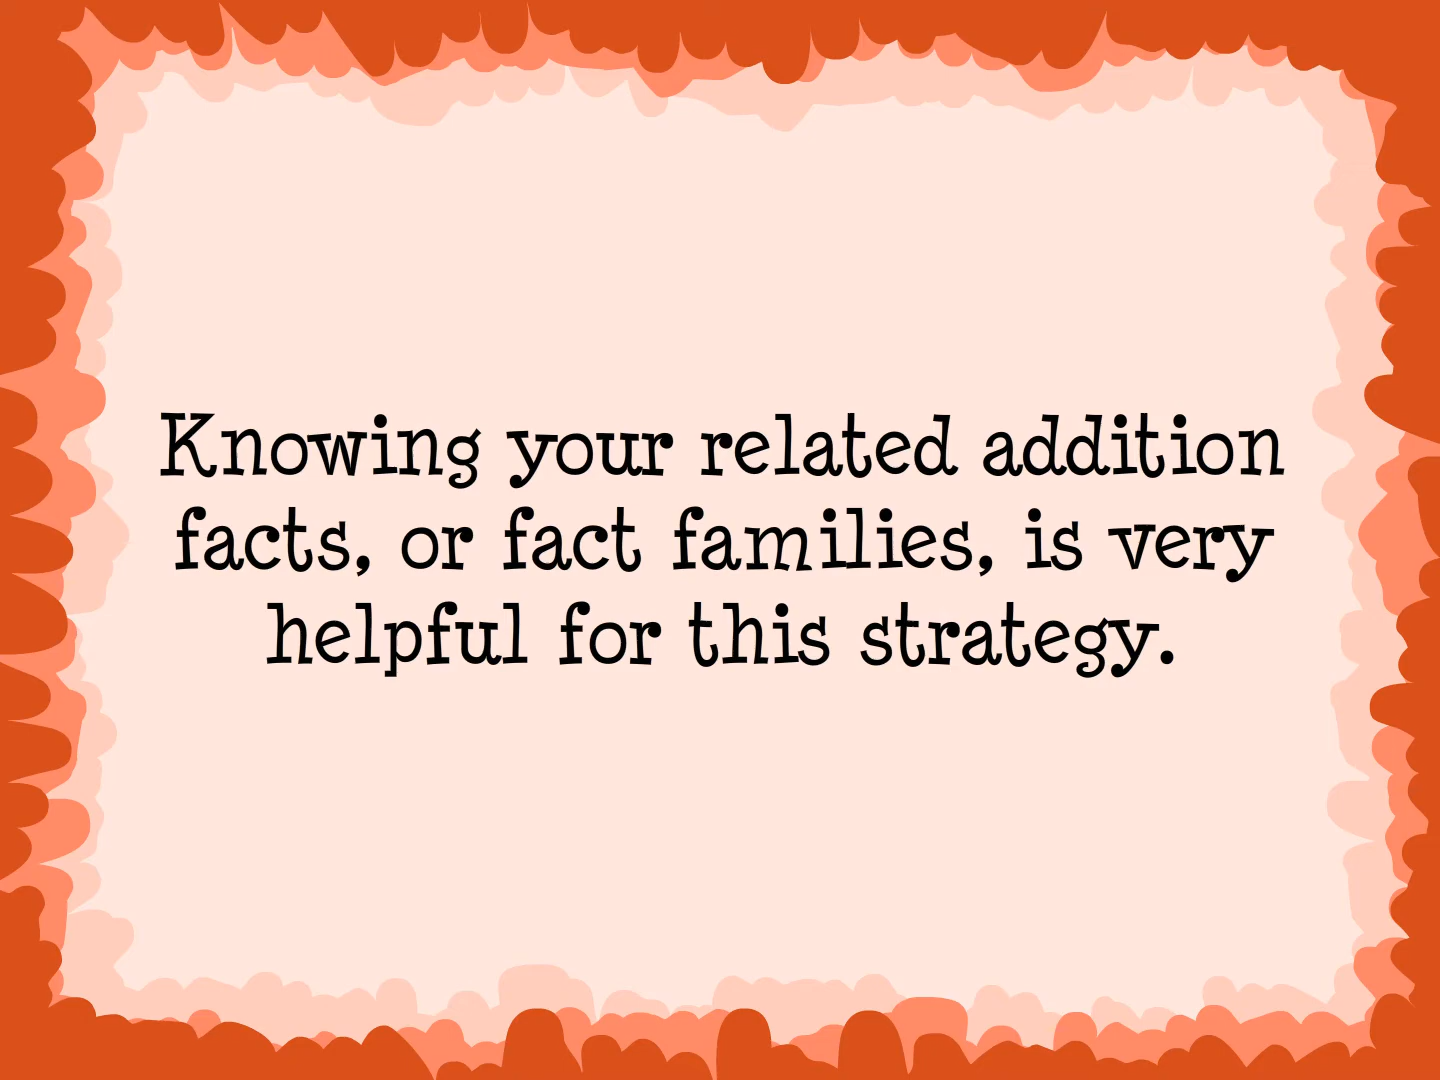 Knowing your related addition
facts, or fact families, is very
helpful for this strategy.